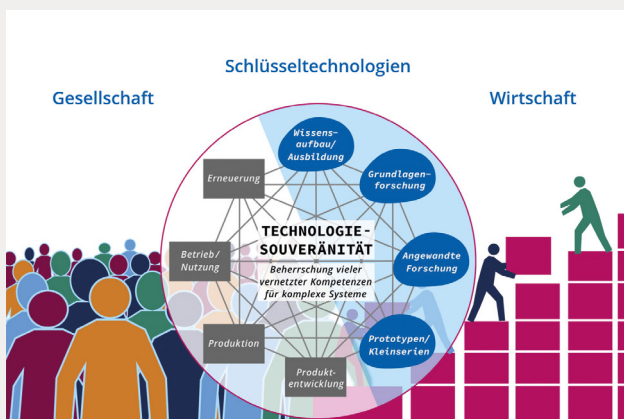 Schlüsseltechnologien
Gesellschaft
Wirtschaft
Wissens-
aufbau/
Ausbildung
Erneuerung
Grundlagen-
forschung
TECHNOLOGIE-
SOUVERÄNITÄT
Beherrschung vieler
vernetzter Kompetenzen
für komplexe Systeme
Betrieb/
Nutzung
Angewandte
Forschung
Produktion
Prototypen/
Kleinserien
Produkt-
entwicklung